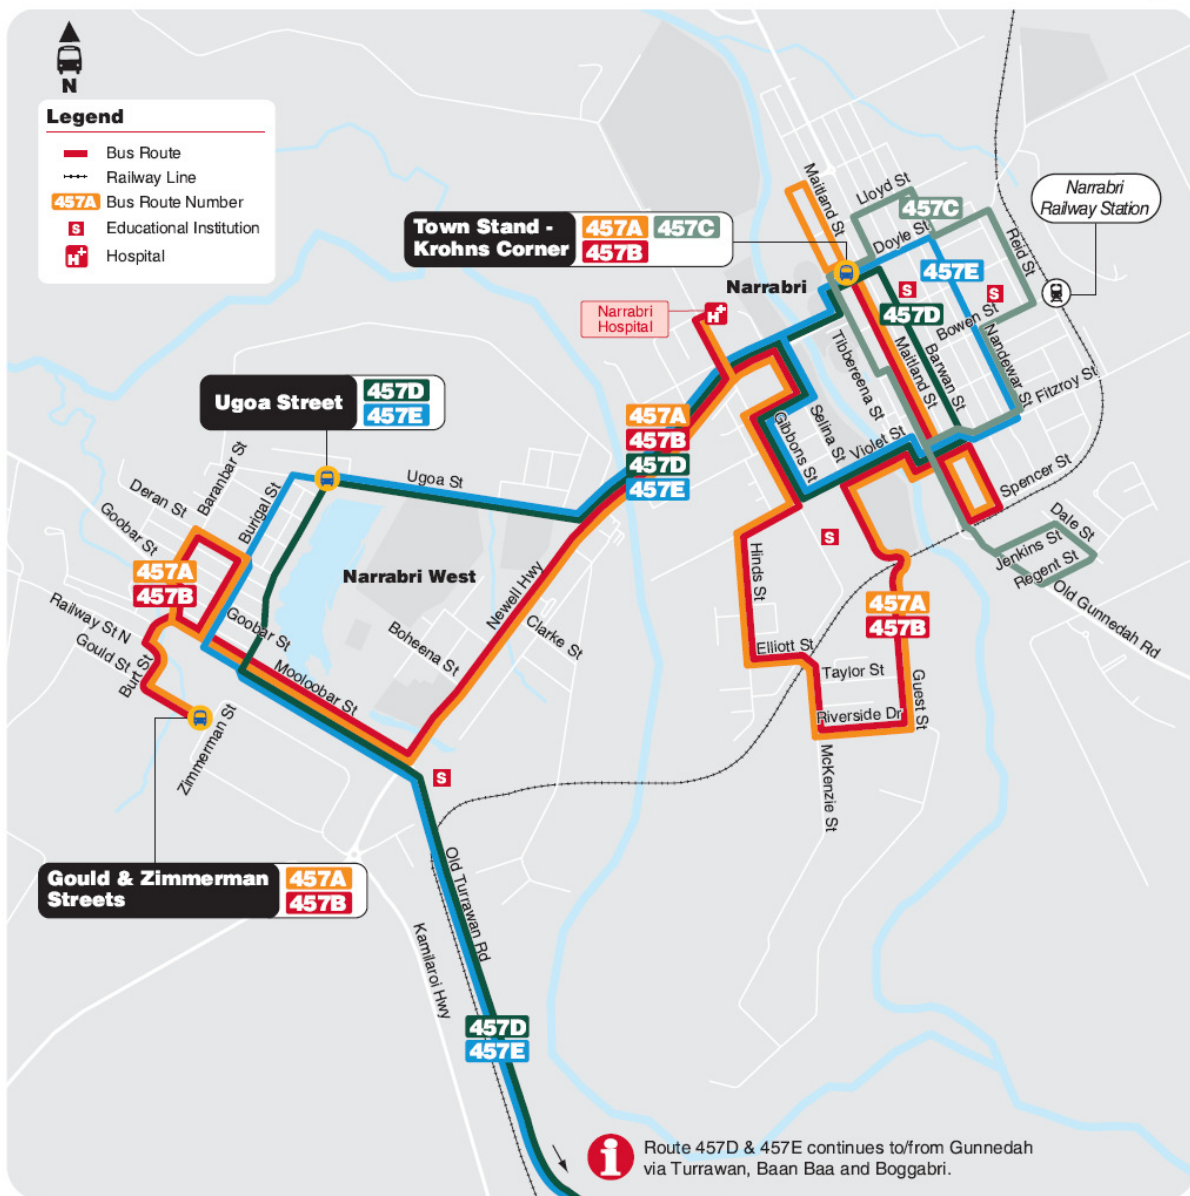 N
Legend
Bus Route
Railway Line
457A Bus Route Number
S Educational Institution
H+ Hospital
Town Stand -
Krohns Corner
457A 457C
457B
Narrabri
Railway Station
Maitland St
Lloyd St
457C
Doyle St
Reid St
457E
S
S
457D
Bowen St
Narrabri
Narrabri
Hospital
H+
Tibbereena St
Maitland St
Barwan St
Nandewar St
Fitzroy St
Ugoa Street
457D
457E
457A
457B
457D
457E
Gibbons St
Selina St
Violet St
Spencer St
Ugoa St
Baranbar St
Deran St
Burigal St
Goobar St
Dale St
Jenkins St
Regent St
Old Gunnedah Rd
S
Hinds St
457A
457B
Narrabri West
Newell Hwy
457A
457B
Railway St N
Gould St
Burt St
Goobar St
Mooloobar St
Boheena St
Clarke St
Elliott St
Taylor St
Guest St
Riverside Dr
McKenzie St
Zimmerman St
S
Gould & Zimmerman
Streets
457A
457B
Old Turrawan Rd
Kamilaroi Hwy
457D
457E
i
Route 457D & 457E continues to/from Gunnedah
via Turrawan, Baan Baa and Boggabri.